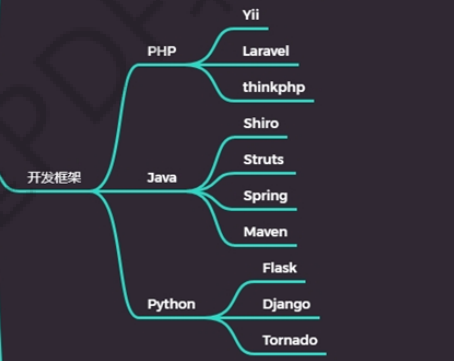 开发框架
PHP
Yii
Laravel
thinkphp
Java
Shiro
Struts
Spring
Maven
Python
Flask
Django
Tornado